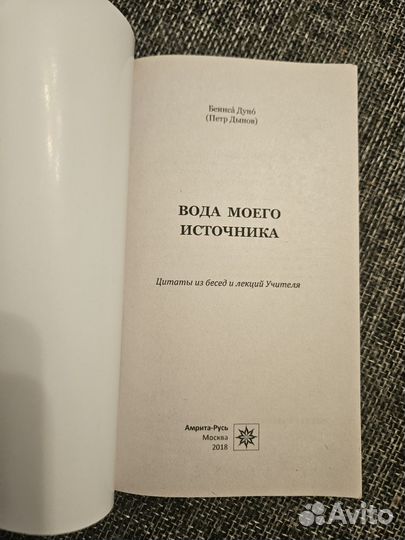 Беинса́ Дуно́
(Петр Дынов)
ВОДА МОЕГО
ИСТОЧНИКА
Цитаты из бесед и лекций Учителя
Амрита-Русь
Москва
2018
Avito